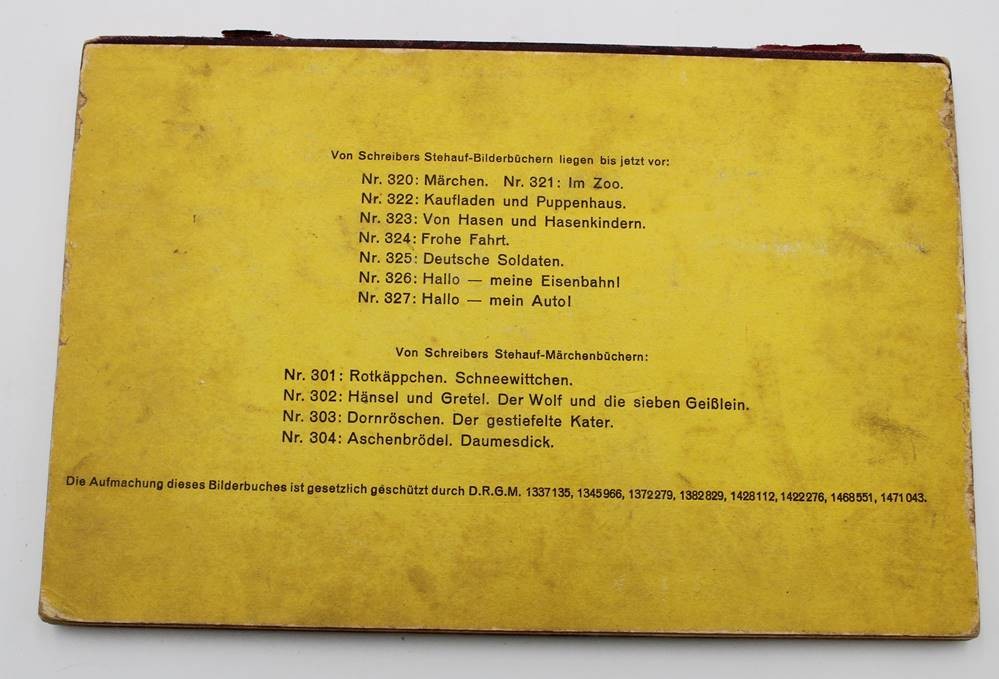 Von Schreibers Stehauf-Bilderbüchern liegen bis jetzt vor:
Nr. 320: Märchen. Nr. 321: Im Zoo.
Nr. 322: Kaufladen und Puppenhaus.
Nr. 323: Von Hasen und Hasenkindern.
Nr. 324: Frohe Fahrt.
Nr. 325: Deutsche Soldaten.
Nr. 326: Hallo — meine Eisenbahn!
Nr. 327: Hallo — mein Auto!
Von Schreibers Stehauf-Märchenbüchern:
Nr. 301: Rotkäppchen. Schneewittchen.
Nr. 302: Hänsel und Gretel. Der Wolf und die sieben Geißlein.
Nr. 303: Dornröschen. Der gestiefelte Kater.
Nr. 304: Aschenbrödel. Daumesdick.
Die Aufmachung dieses Bilderbuches ist gesetzlich geschützt durch D.R.G.M. 1337135, 1345966, 1372279, 1382829, 1428112, 1422276, 1468551, 1471043.